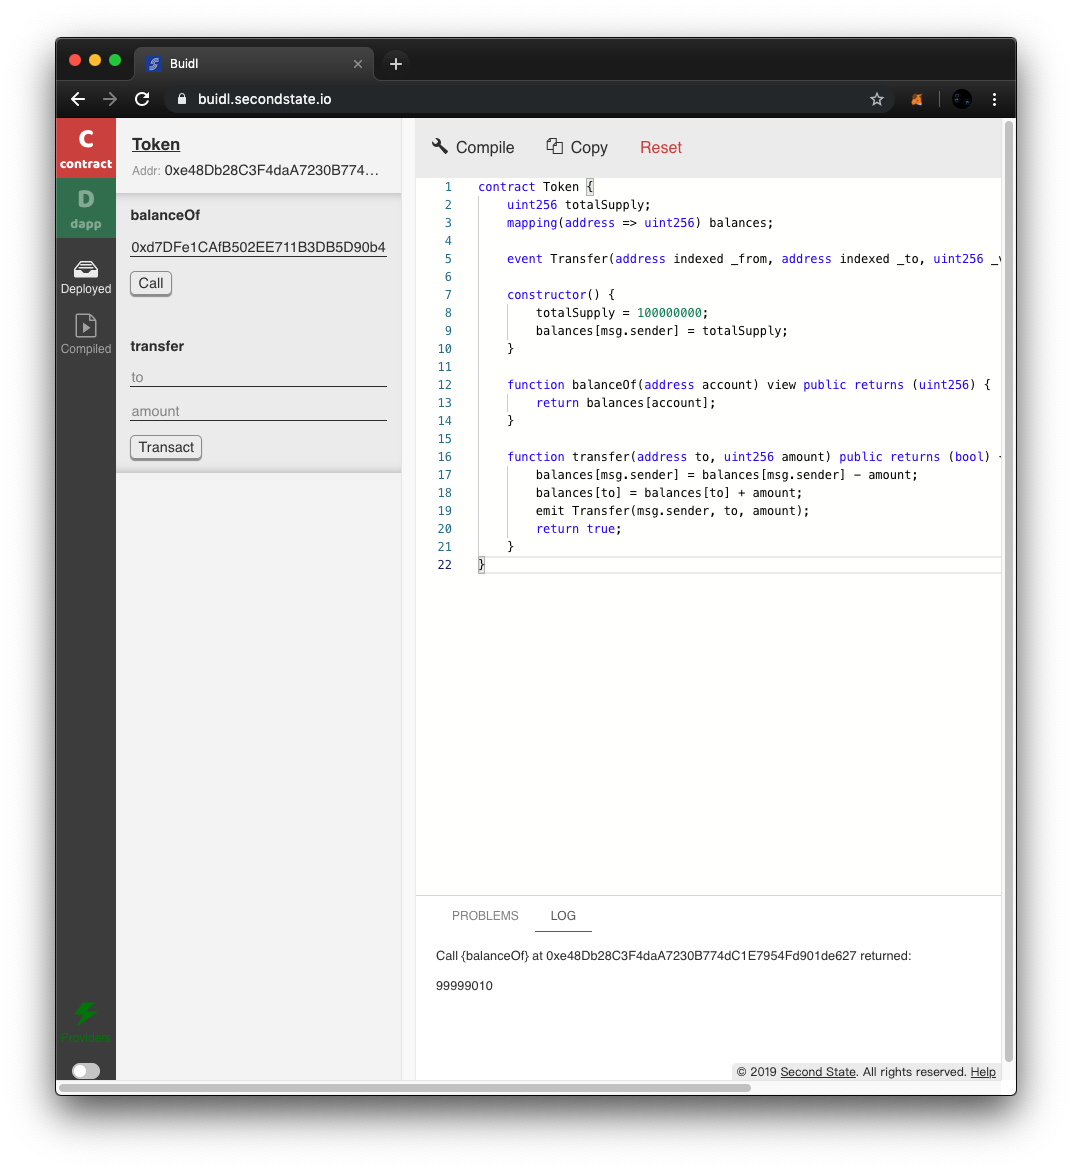 Buidl
buidl.secondstate.io
C
contract
D
dapp
Deployed
Compiled
Providers
Token
Addr: 0xe48Db28C3F4daA7230B774...
balanceOf
0xd7DFe1CAfB502EE711B3DB5D90b4
Call
transfer
to
amount
Transact
Compile
Copy
Reset
1 contract Token {
2 uint256 totalSupply;
3 mapping(address => uint256) balances;
4
5 event Transfer(address indexed _from, address indexed _to, uint256 _v
6
7 constructor() {
8 totalSupply = 100000000;
9 balances[msg.sender] = totalSupply;
10 }
11
12 function balanceOf(address account) view public returns (uint256) {
13 return balances[account];
14 }
15
16 function transfer(address to, uint256 amount) public returns (bool) {
17 balances[msg.sender] = balances[msg.sender] - amount;
18 balances[to] = balances[to] + amount;
19 emit Transfer(msg.sender, to, amount);
20 return true;
21 }
22 }
PROBLEMS
LOG
Call {balanceOf} at 0xe48Db28C3F4daA7230B774dC1E7954Fd901de627 returned:
99999010
© 2019 Second State. All rights reserved. Help